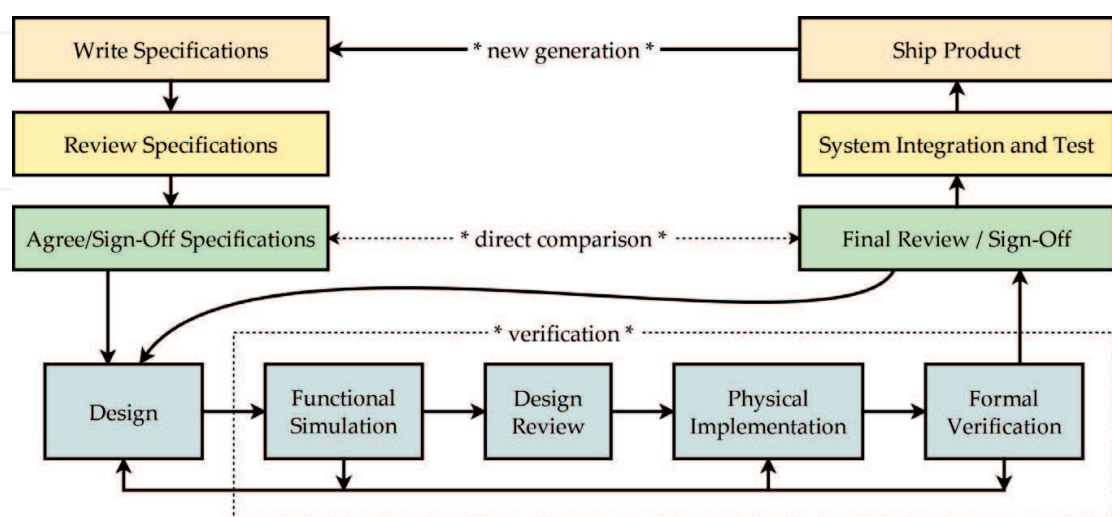 Write Specifications
* new generation *
Ship Product
Review Specifications
System Integration and Test
Agree/Sign-Off Specifications
* direct comparison *
Final Review / Sign-Off
* verification *
Design
Functional
Simulation
Design
Review
Physical
Implementation
Formal
Verification